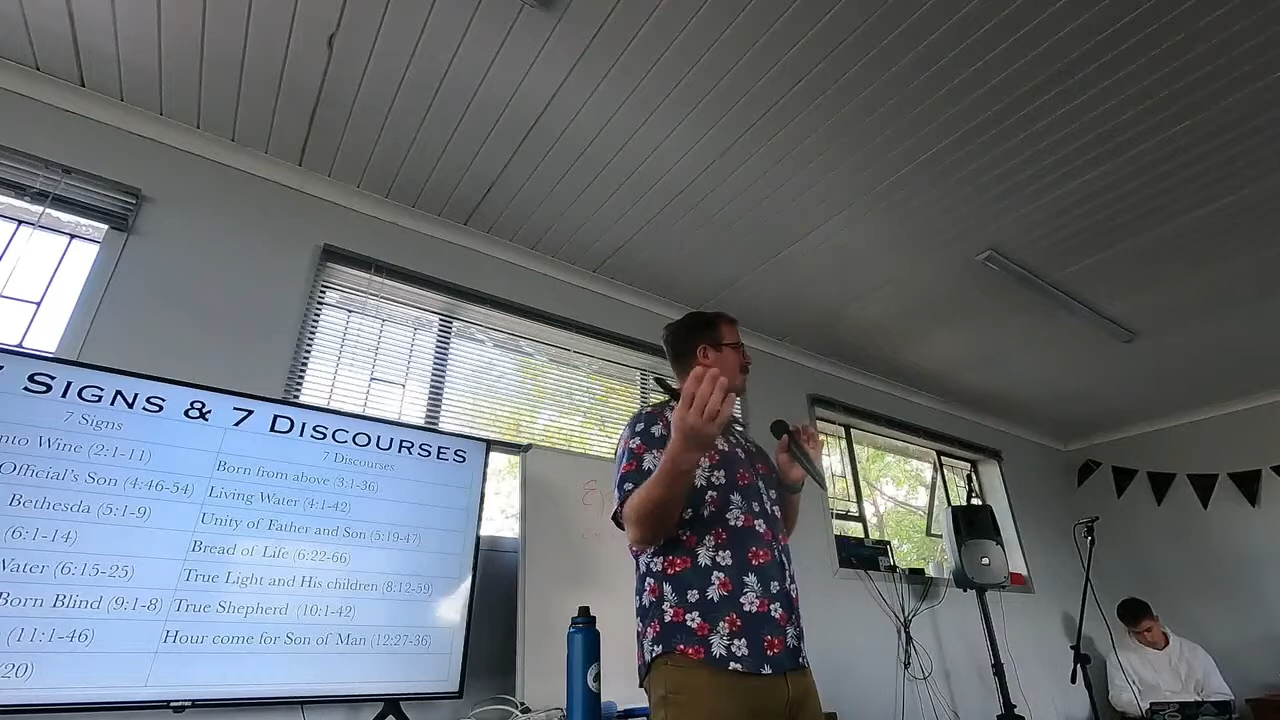 7 SIGNS & 7 DISCOURSES
7 Signs
7 Discourses
nto Wine (2:1-11)
Born from above (3:1-36)
Official's Son (4:46-54)
Living Water (4:1-42)
Bethesda (5:1-9)
Unity of Father and Son (5:19-47)
(6:1-14)
Bread of Life (6:22-66)
Water (6:15-25)
True Light and His children (8:12-59)
Born Blind (9:1-8)
True Shepherd (10:1-42)
(11:1-46)
Hour come for Son of Man (12:27-36)
(20)